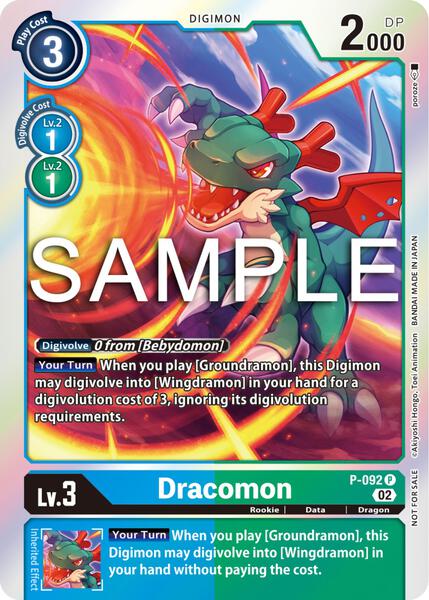 DIGIMON
Play Cost
3
DP
2000
Digivolve Cost
Lv.2
1
Lv.2
1
poroze
SAMPLE
Digivolve 0 from [Bebydomon]
Your Turn When you play [Groundramon], this Digimon
may digivolve into [Wingdramon] in your hand for a
digivolution cost of 3, ignoring its digivolution
requirements.
©Akiyoshi Hongo, Toei Animation BANDAI MADE IN JAPAN
NOT FOR SALE
Lv.3
Dracomon
P-092 P
02
Rookie | Data | Dragon
Inherited Effect
Your Turn When you play [Groundramon], this
Digimon may digivolve into [Wingdramon] in
your hand without paying the cost.